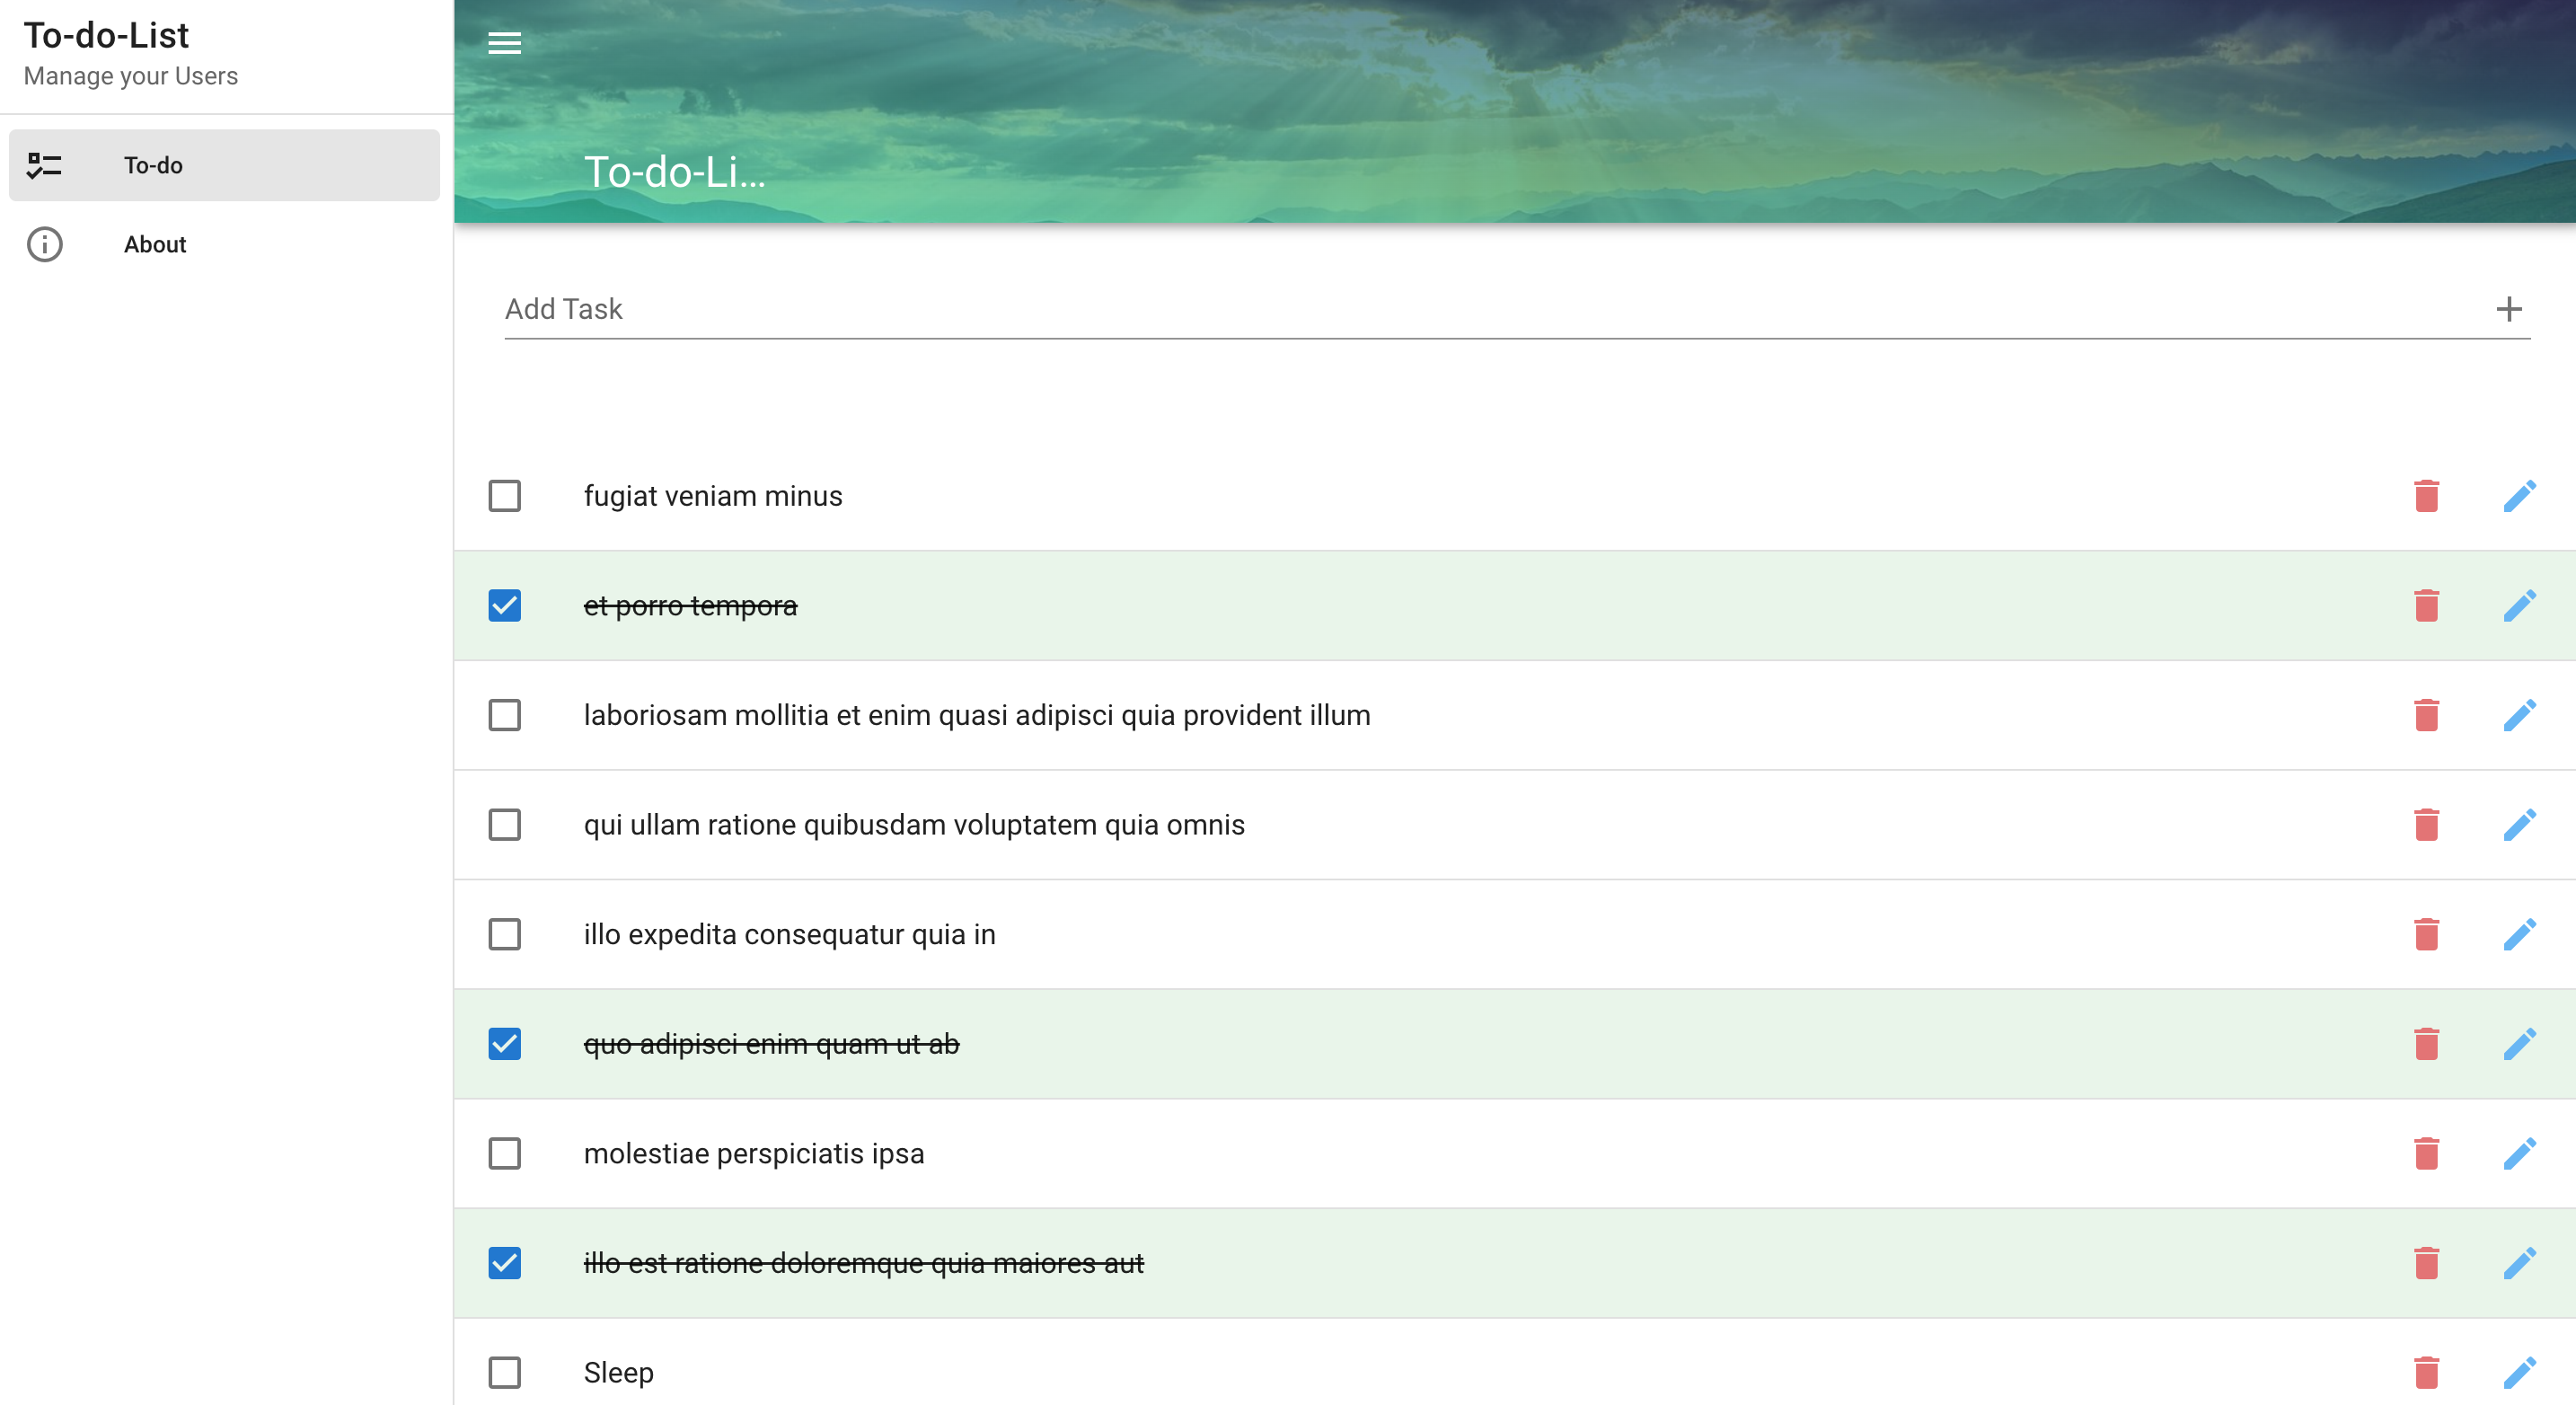 To-do-List
Manage your Users
To-do
About
To-do-Li...
Add Task
fugiat veniam minus
et porro tempora
laboriosam mollitia et enim quasi adipisci quia provident illum
qui ullam ratione quibusdam voluptatem quia omnis
illo expedita consequatur quia in
quo adipisci enim quam ut ab
molestiae perspiciatis ipsa
illo est ratione doloremque quia maiores aut
Sleep